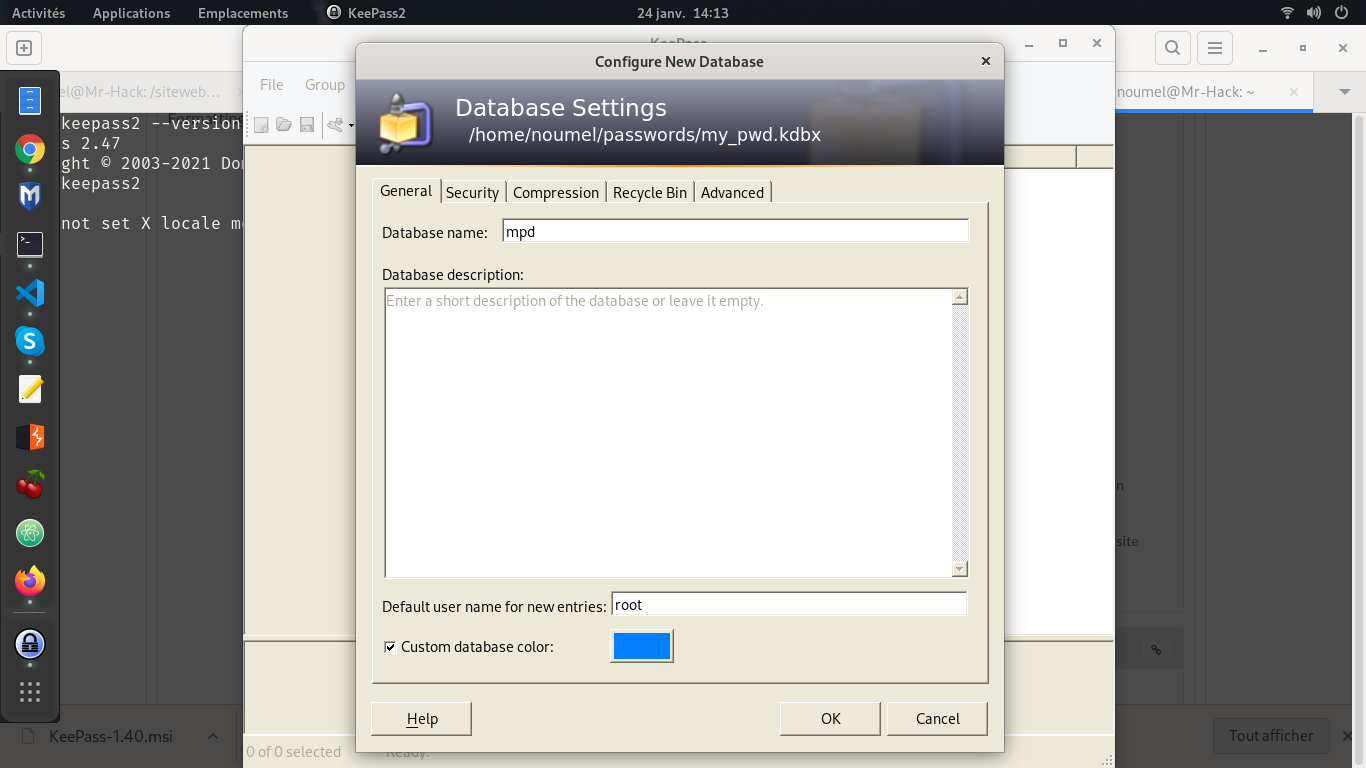 Activités Applications Emplacements KeePass2 24 janv. 14:13
KeePass
Configure New Database
File Group
Database Settings
/home/noumel/passwords/my_pwd.kdbx
el@Mr-Hack: /siteweb…
noumel@Mr-Hack: ~
keepass2 --version
s 2.47
ght © 2003-2021 Do
keepass2
not set X locale m
General Security Compression Recycle Bin Advanced
Database name: mpd
Database description:
Enter a short description of the database or leave it empty.
n
site
Default user name for new entries: root
Custom database color:
Help OK Cancel
KeePass-1.40.msi
Tout afficher
0 of 0 selected Ready.